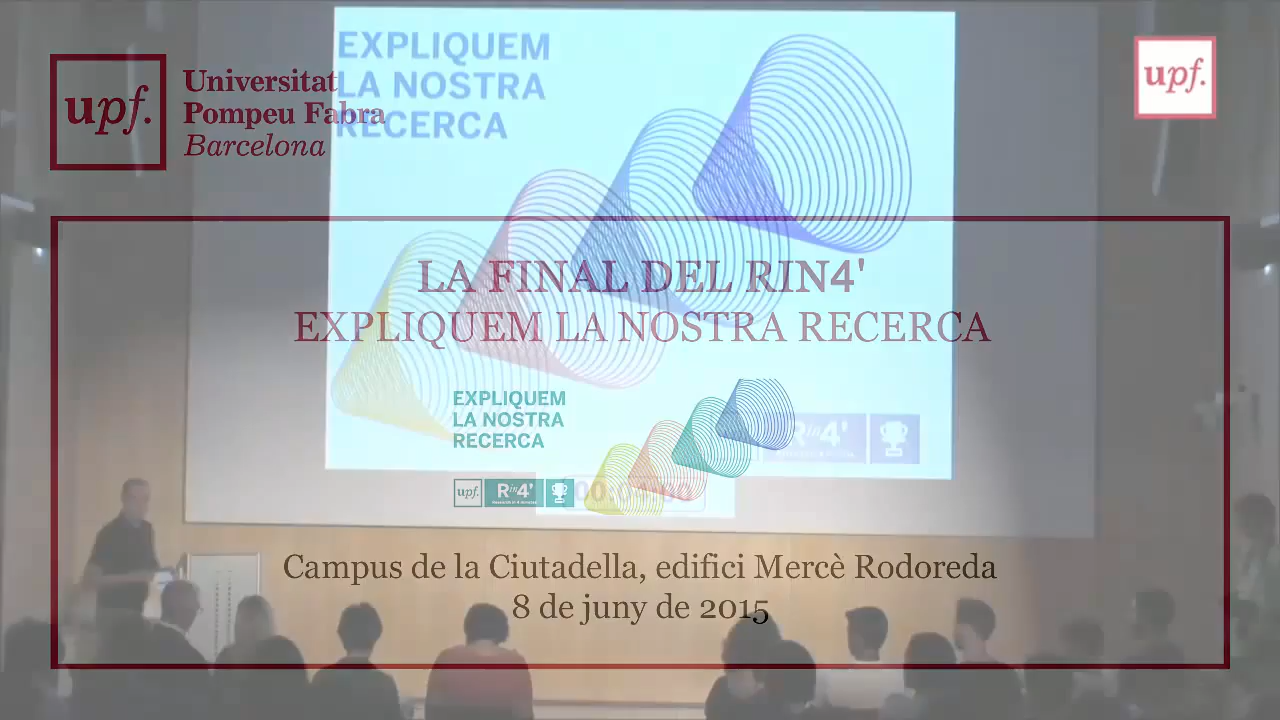 EXPLIQUEM
LA NOSTRA
RECERCA
upf.
Universitat
Pompeu Fabra
Barcelona
upf.
LA FINAL DEL RIN4'
EXPLIQUEM LA NOSTRA RECERCA
EXPLIQUEM
LA NOSTRA
RECERCA
Rin4'
upf.
Rin4'
Campus de la Ciutadella, edifici Mercè Rodoreda
8 de juny de 2015